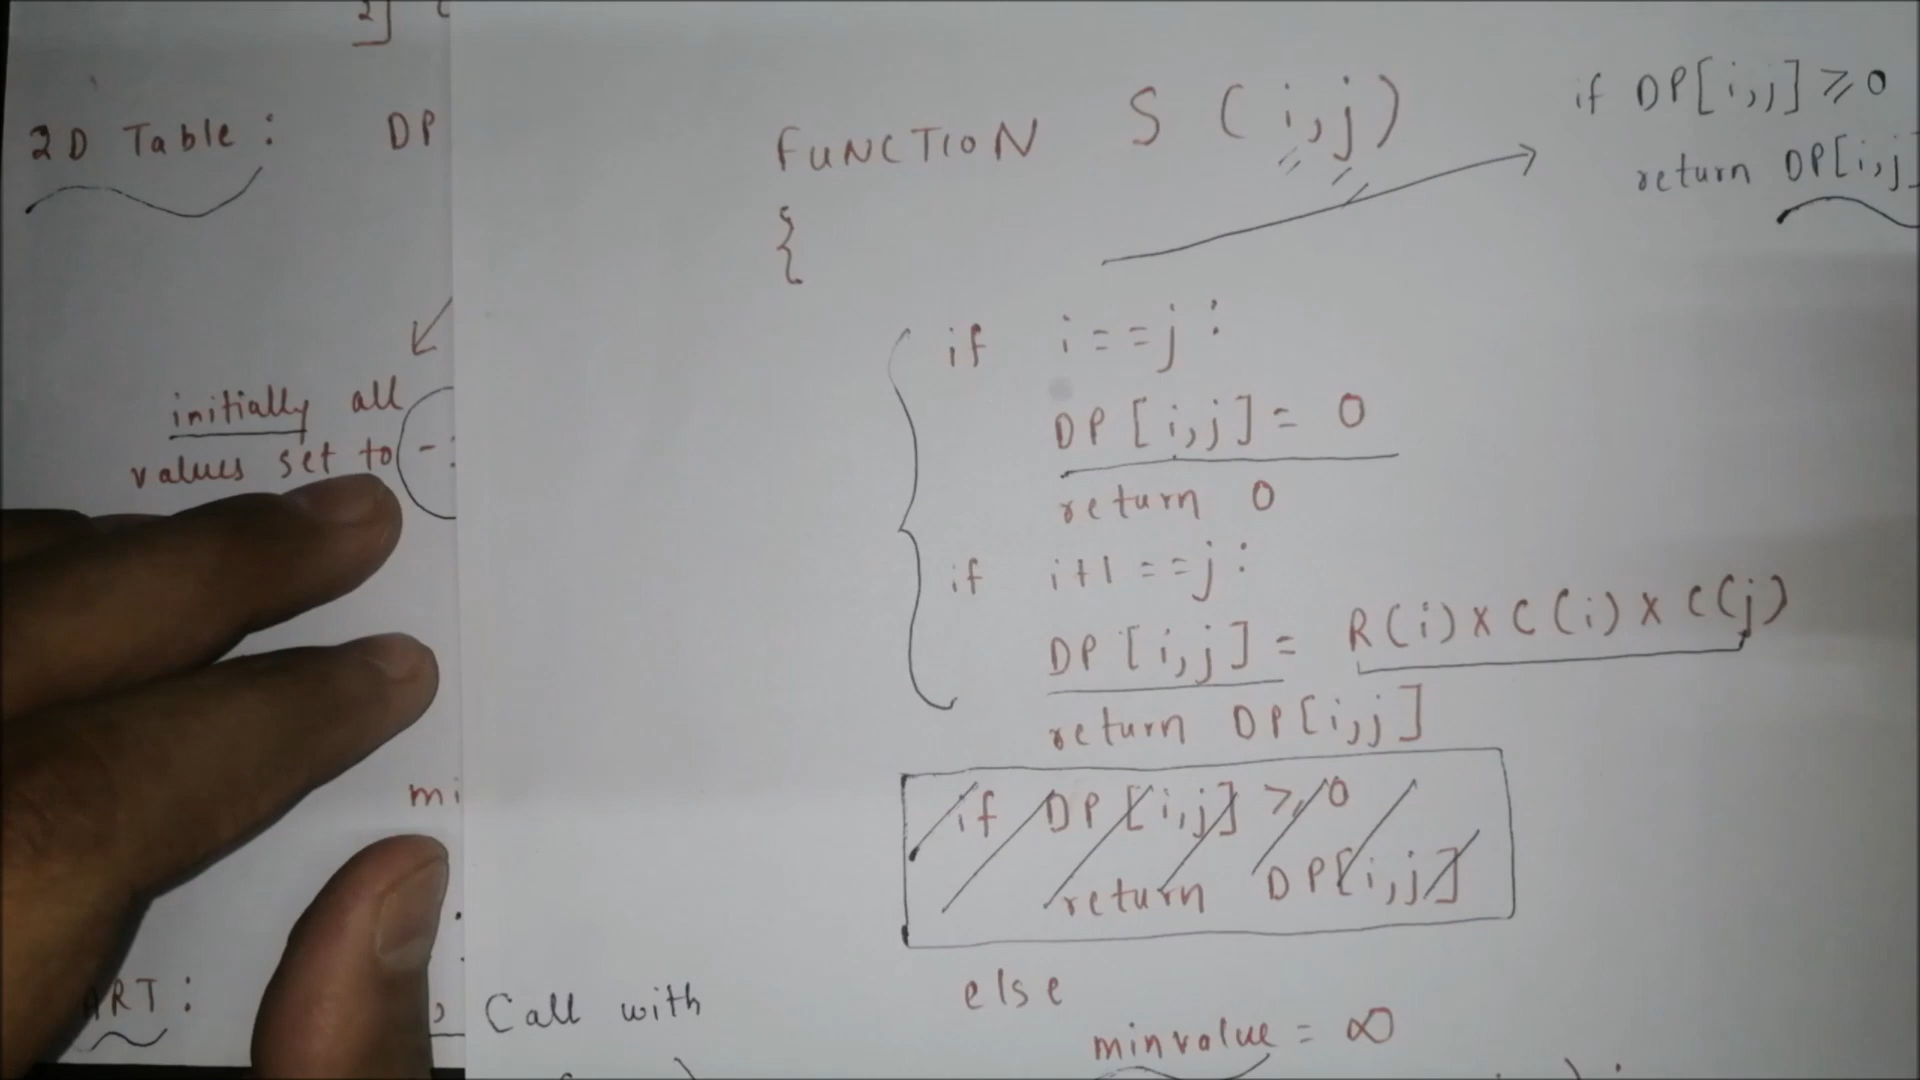 2]
2D Table: DP
initially all
values set to -
mi
ART:
FUNCTION S (i,j)
{
if DP[i,j] ≥ 0
return DP[i,j]
if i==j :
DP [i,j] = 0
return 0
if i+1 ==j :
DP [i,j] = R(i) x C(i) x C(j)
return DP[i,j]
if DP [i,j] ≥ 0
return DP[i,j]
else
Call with
minvalue = ∞